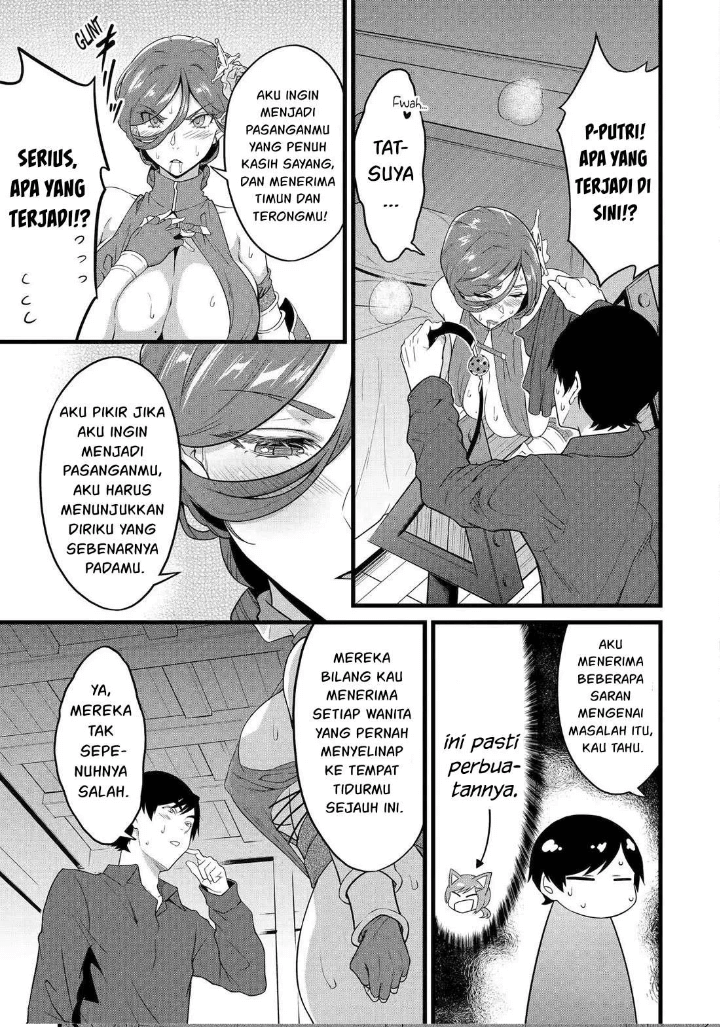 P-PUTRI!
APA YANG
TERJADI DI
SINI!?
Fwah...
TAT-
SUYA
...
GLINT
AKU INGIN
MENJADI
PASANGANMU
YANG PENUH
KASIH SAYANG,
DAN MENERIMA
TIMUN DAN
TERONGMU!
SERIUS,
APA YANG
TERJADI!?
AKU PIKIR JIKA
AKU INGIN
MENJADI
PASANGANMU,
AKU HARUS
MENUNJUKKAN
DIRIKU YANG
SEBENARNYA
PADAMU.
AKU
MENERIMA
BEBERAPA
SARAN
MENGENAI
MASALAH ITU,
KAU TAHU.
ini pasti
perbua-
tannya.
MEREKA
BILANG KAU
MENERIMA
SETIAP WANITA
YANG PERNAH
MENYELINAP
KE TEMPAT
TIDURMU
SEJAUH INI.
YA,
MEREKA
TAK
SEPE-
NUHNYA
SALAH.